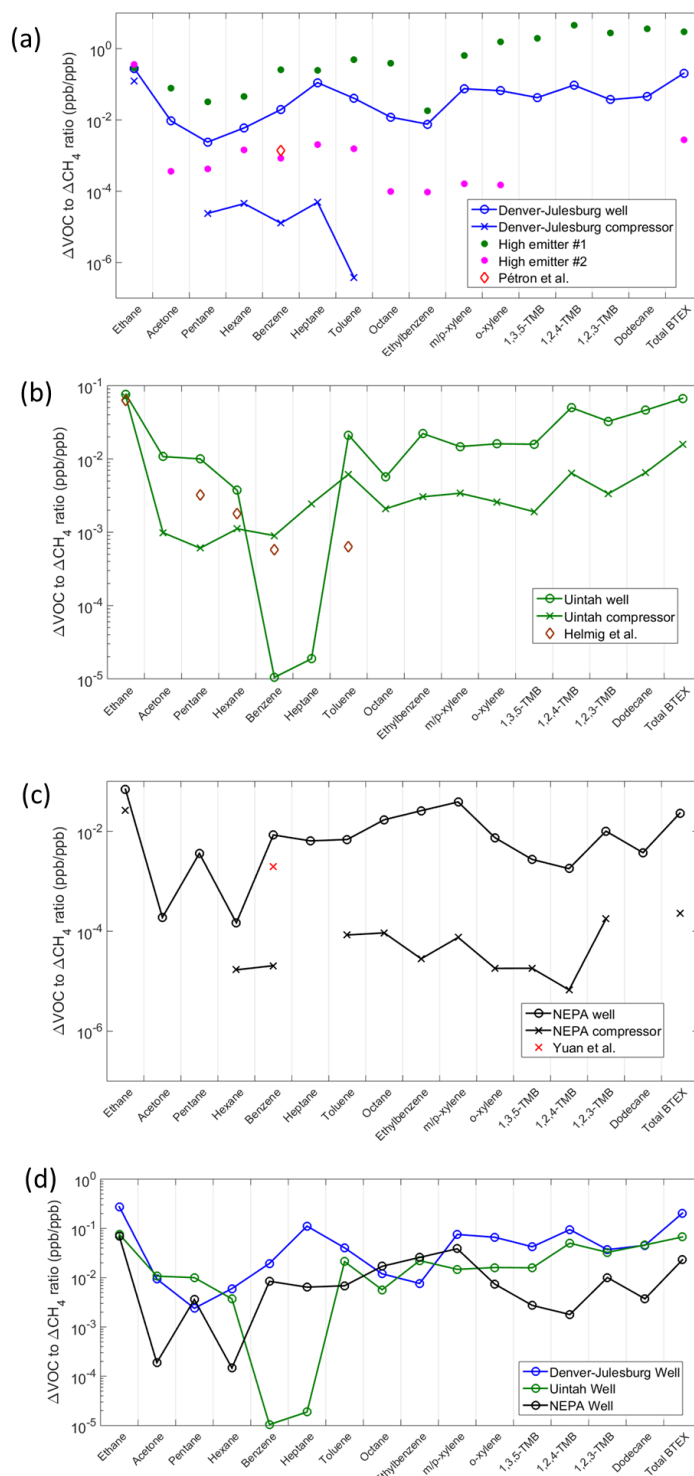 (a)
10^0
10^-2
10^-4
10^-6
ΔVOC to ΔCH₄ ratio (ppb/ppb)
Denver-Julesburg well
Denver-Julesburg compressor
High emitter #1
High emitter #2
Pétron et al.
Ethane
Acetone
Pentane
Hexane
Benzene
Heptane
Toluene
Octane
Ethylbenzene
m/p-xylene
o-xylene
1,3,5-TMB
1,2,4-TMB
1,2,3-TMB
Dodecane
Total BTEX
(b)
10^-1
10^-2
10^-3
10^-4
10^-5
ΔVOC to ΔCH₄ ratio (ppb/ppb)
Uintah well
Uintah compressor
Helmig et al.
Ethane
Acetone
Pentane
Hexane
Benzene
Heptane
Toluene
Octane
Ethylbenzene
m/p-xylene
o-xylene
1,3,5-TMB
1,2,4-TMB
1,2,3-TMB
Dodecane
Total BTEX
(c)
10^-2
10^-4
10^-6
ΔVOC to ΔCH₄ ratio (ppb/ppb)
NEPA well
NEPA compressor
Yuan et al.
Ethane
Acetone
Pentane
Hexane
Benzene
Heptane
Toluene
Octane
Ethylbenzene
m/p-xylene
o-xylene
1,3,5-TMB
1,2,4-TMB
1,2,3-TMB
Dodecane
Total BTEX
(d)
10^0
10^-1
10^-2
10^-3
10^-4
10^-5
ΔVOC to ΔCH₄ ratio (ppb/ppb)
Denver-Julesburg Well
Uintah Well
NEPA Well
Ethane
Acetone
Pentane
Hexane
Benzene
Heptane
Toluene
Octane
Ethylbenzene
m/p-xylene
o-xylene
1,3,5-TMB
1,2,4-TMB
1,2,3-TMB
Dodecane
Total BTEX